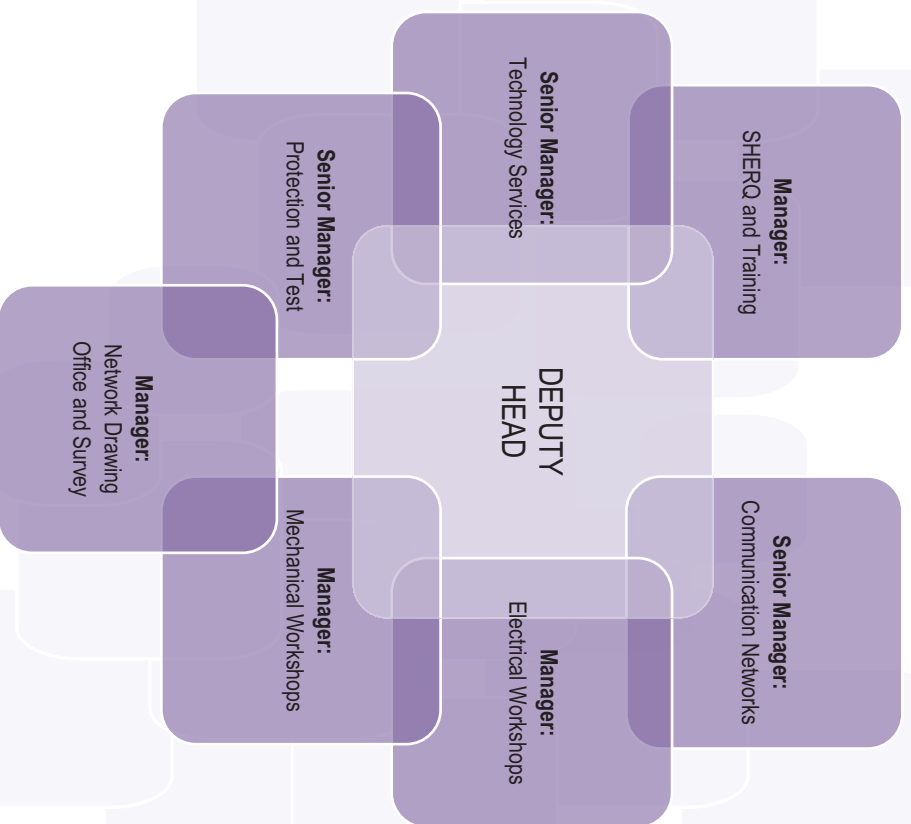 Manager:
SHERQ and Training
Senior Manager:
Communication Networks
Senior Manager:
Technology Services
DEPUTY
HEAD
Manager:
Electrical Workshops
Senior Manager:
Protection and Test
Manager:
Mechanical Workshops
Manager:
Network Drawing
Office and Survey